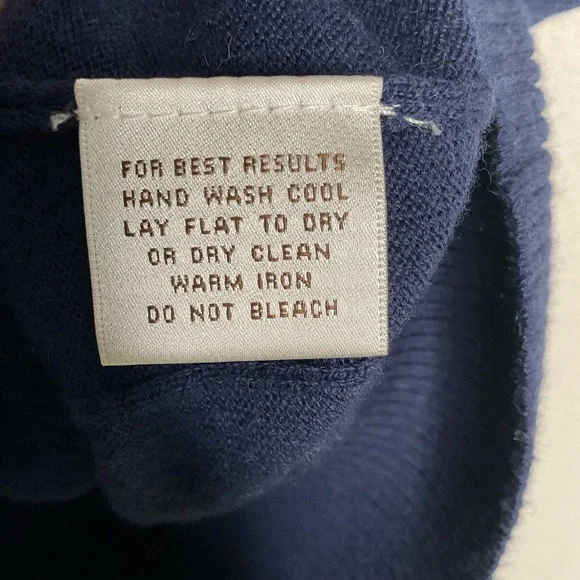 FOR BEST RESULTS
HAND WASH COOL
LAY FLAT TO DRY
OR DRY CLEAN
WARM IRON
DO NOT BLEACH